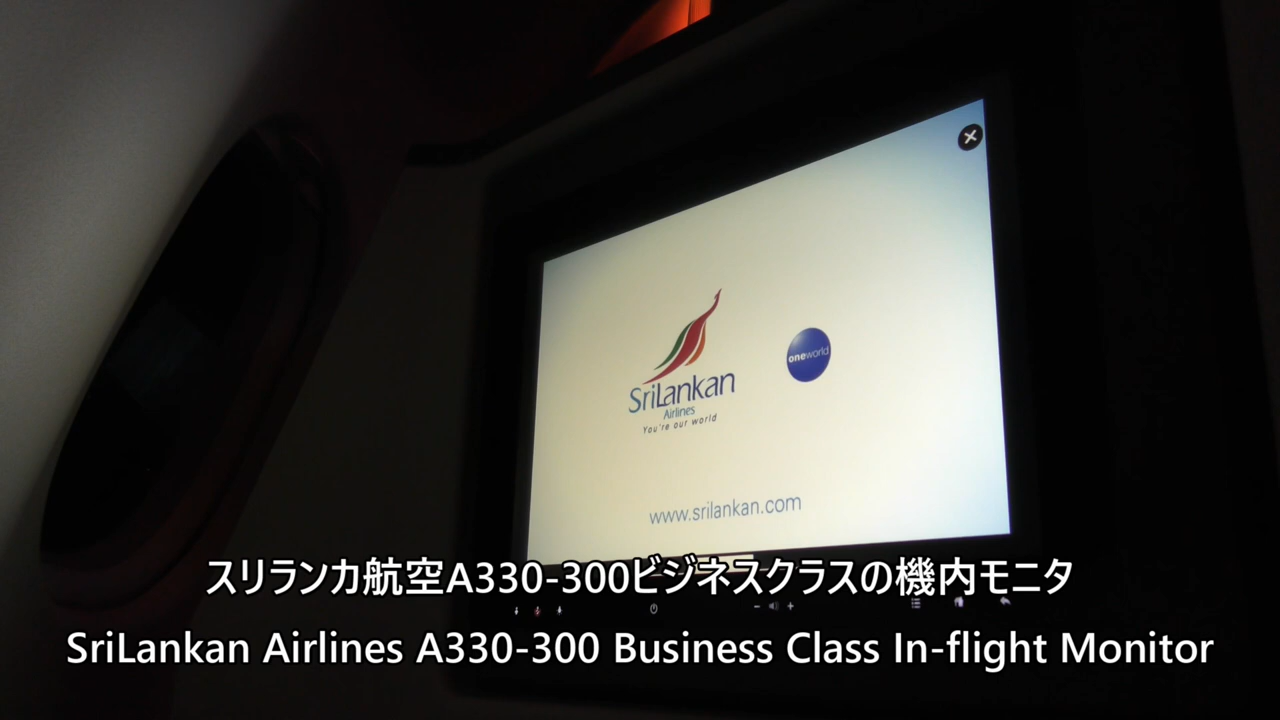 SriLankan
Airlines
You're our world
oneworld
www.srilankan.com
スリランカ航空A330-300ビジネスクラスの機内モニタ
SriLankan Airlines A330-300 Business Class In-flight Monitor